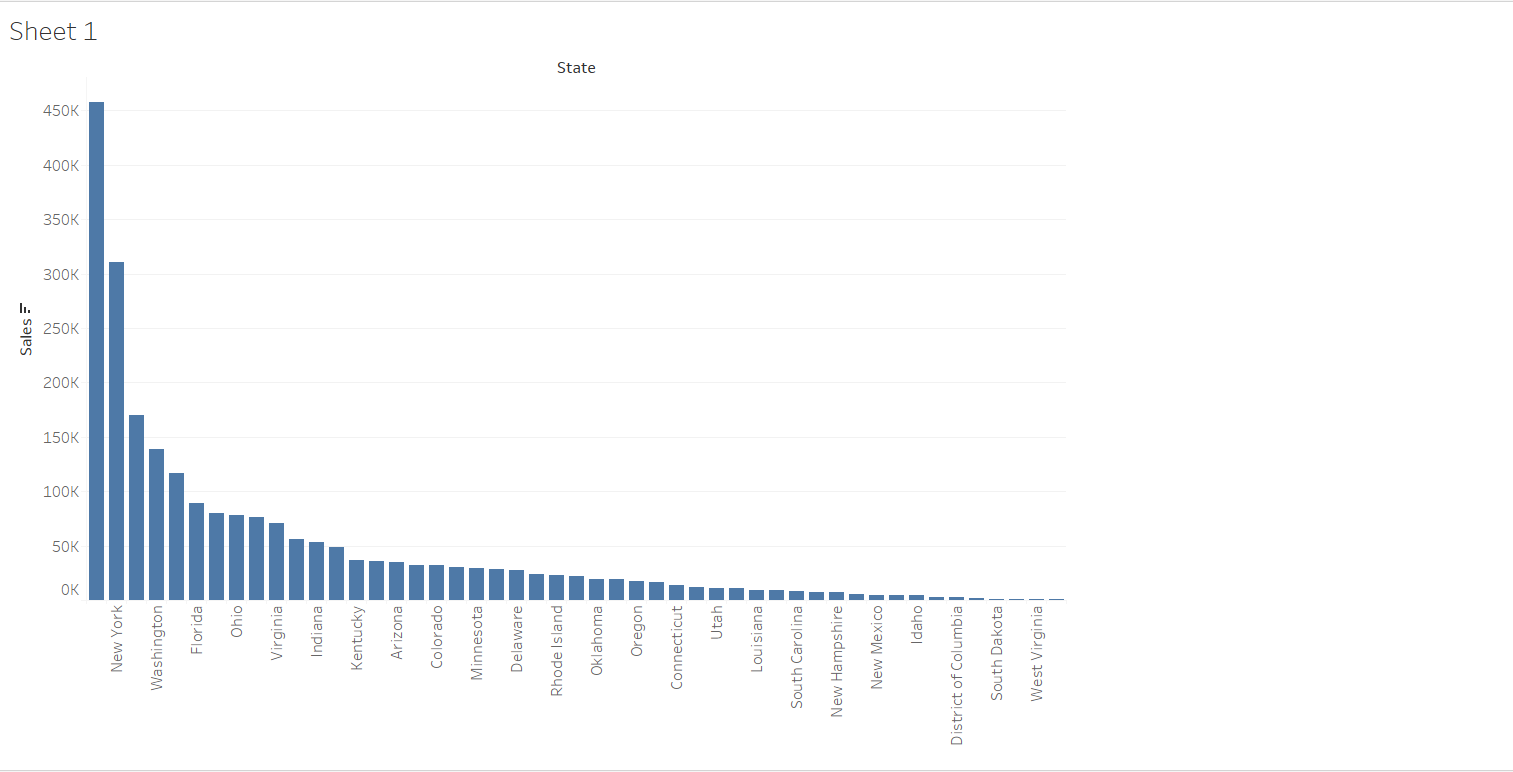 Sheet 1
State
450K
400K
350K
300K
250K
200K
150K
100K
50K
0K
Sales
New York
Washington
Florida
Ohio
Virginia
Indiana
Kentucky
Arizona
Colorado
Minnesota
Delaware
Rhode Island
Oklahoma
Oregon
Connecticut
Utah
Louisiana
South Carolina
New Hampshire
New Mexico
Idaho
District of Columbia
South Dakota
West Virginia